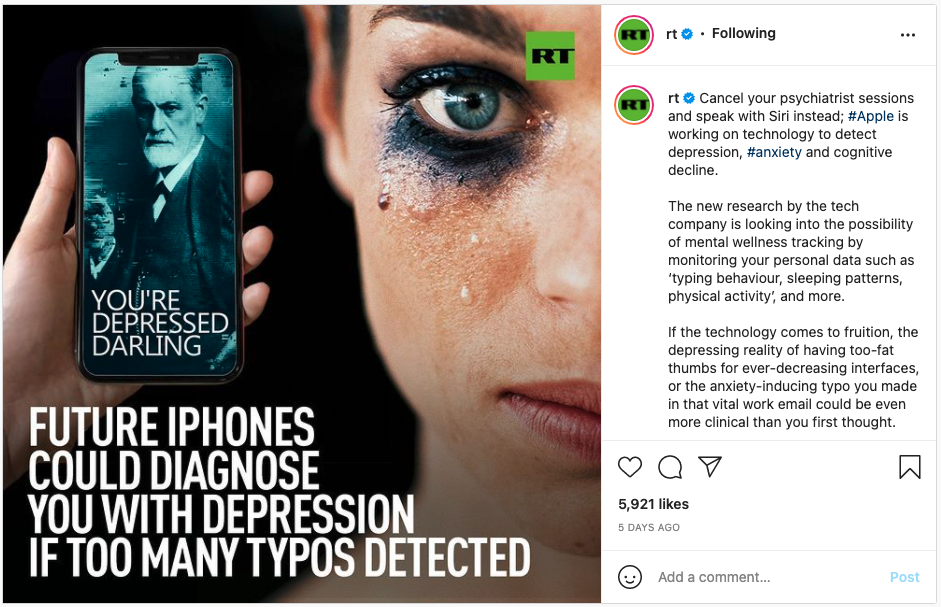 RT
YOU'RE
DEPRESSED
DARLING
FUTURE IPHONES
COULD DIAGNOSE
YOU WITH DEPRESSION
IF TOO MANY TYPOS DETECTED
RT
rt • Following
RT
rt Cancel your psychiatrist sessions
and speak with Siri instead; #Apple is
working on technology to detect
depression, #anxiety and cognitive
decline.
The new research by the tech
company is looking into the possibility
of mental wellness tracking by
monitoring your personal data such as
‘typing behaviour, sleeping patterns,
physical activity’, and more.
If the technology comes to fruition, the
depressing reality of having too-fat
thumbs for ever-decreasing interfaces,
or the anxiety-inducing typo you made
in that vital work email could be even
more clinical than you first thought.
5,921 likes
5 DAYS AGO
Add a comment...
Post